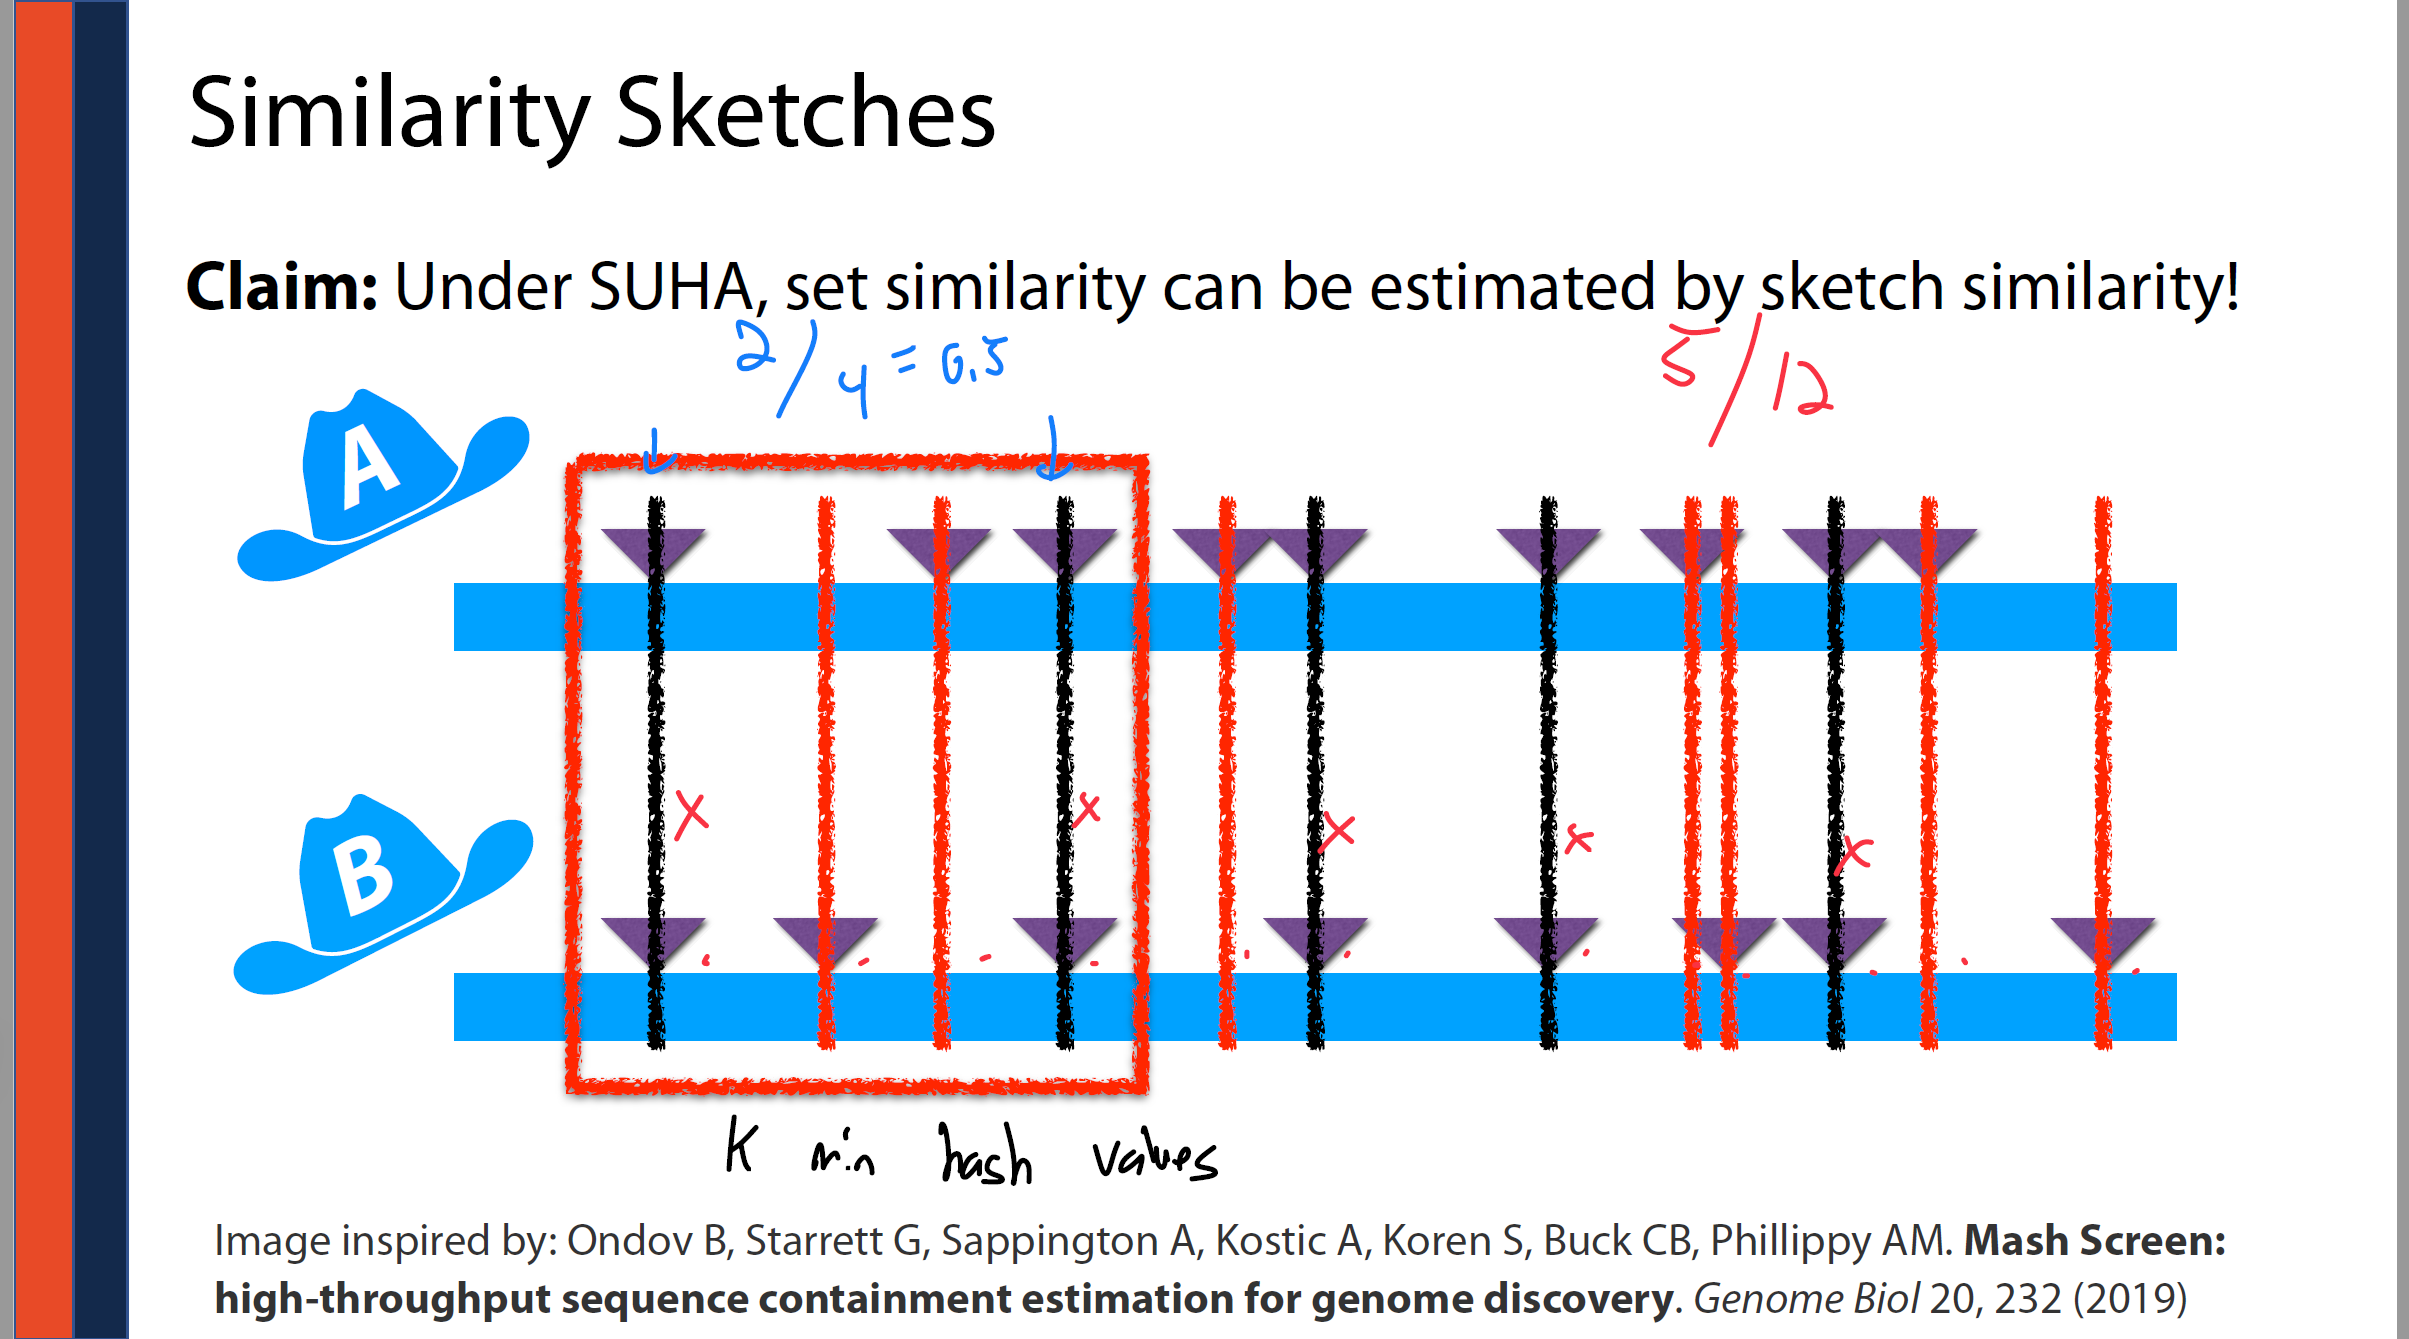 Similarity Sketches
Claim: Under SUHA, set similarity can be estimated by sketch similarity!
2/4 = 0.5
5/12
A
B
K min hash values
Image inspired by: Ondov B, Starrett G, Sappington A, Kostic A, Koren S, Buck CB, Phillippy AM. Mash Screen:
high-throughput sequence containment estimation for genome discovery. Genome Biol 20, 232 (2019)